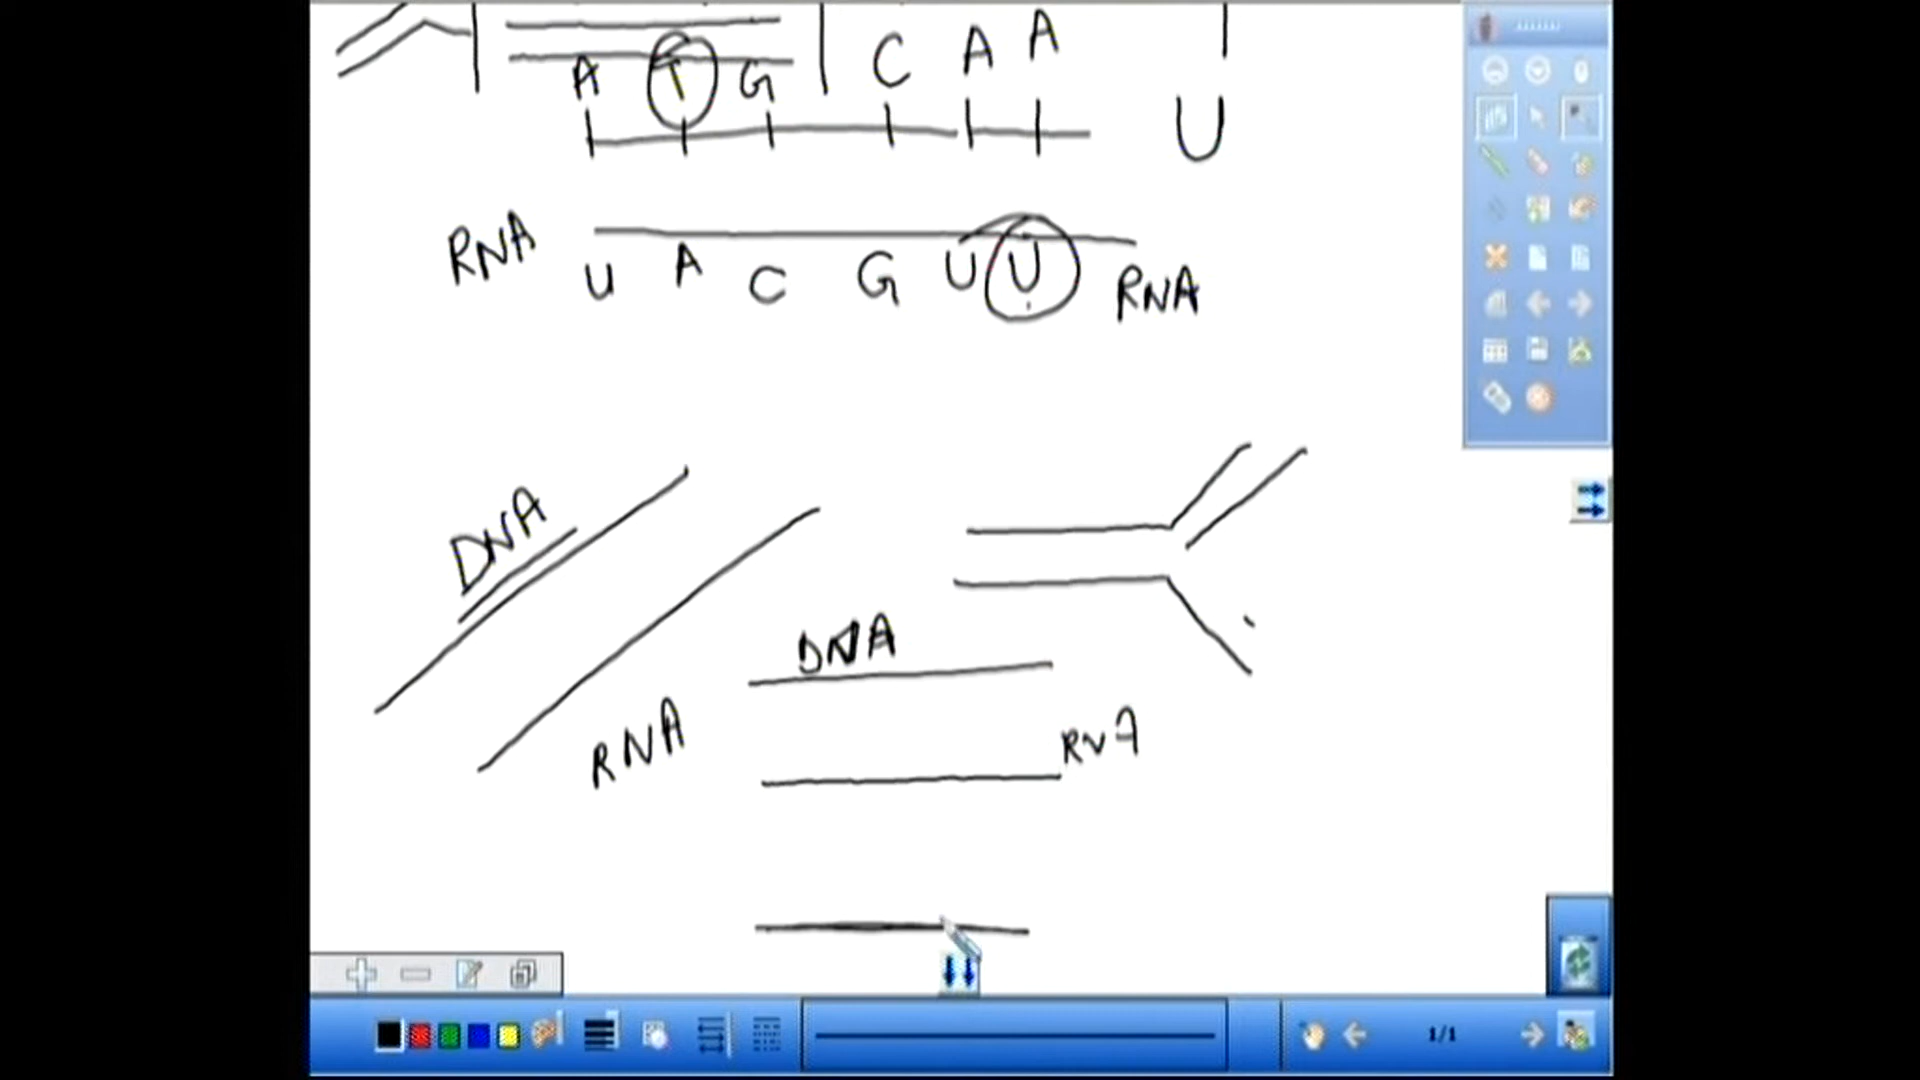 A T G C A A
U
RNA U A C G U U RNA
DNA
DNA
RNA
RNA
1/1